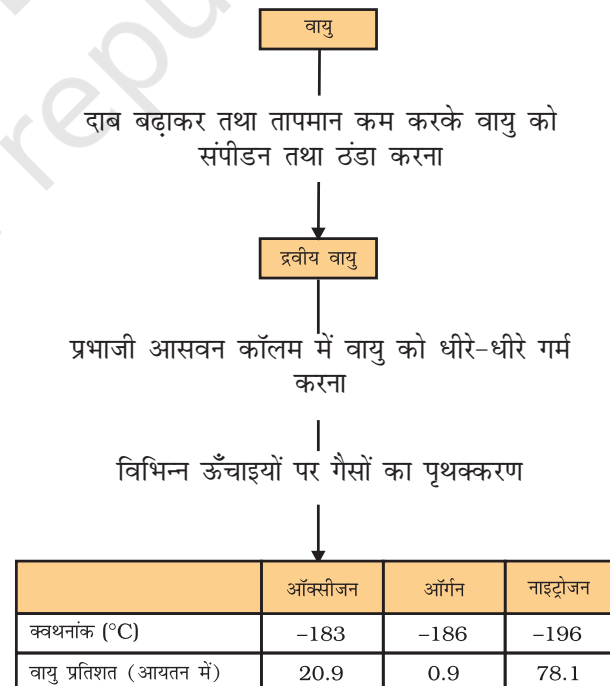 वायु
दाब बढ़ाकर तथा तापमान कम करके वायु को
संपीडन तथा ठंडा करना
द्रवीय वायु
प्रभाजी आसवन कॉलम में वायु को धीरे-धीरे गर्म
करना
विभिन्न ऊँचाइयों पर गैसों का पृथक्करण
ऑक्सीजन ऑर्गन नाइट्रोजन
क्वथनांक (°C) –183 –186 –196
वायु प्रतिशत (आयतन में) 20.9 0.9 78.1